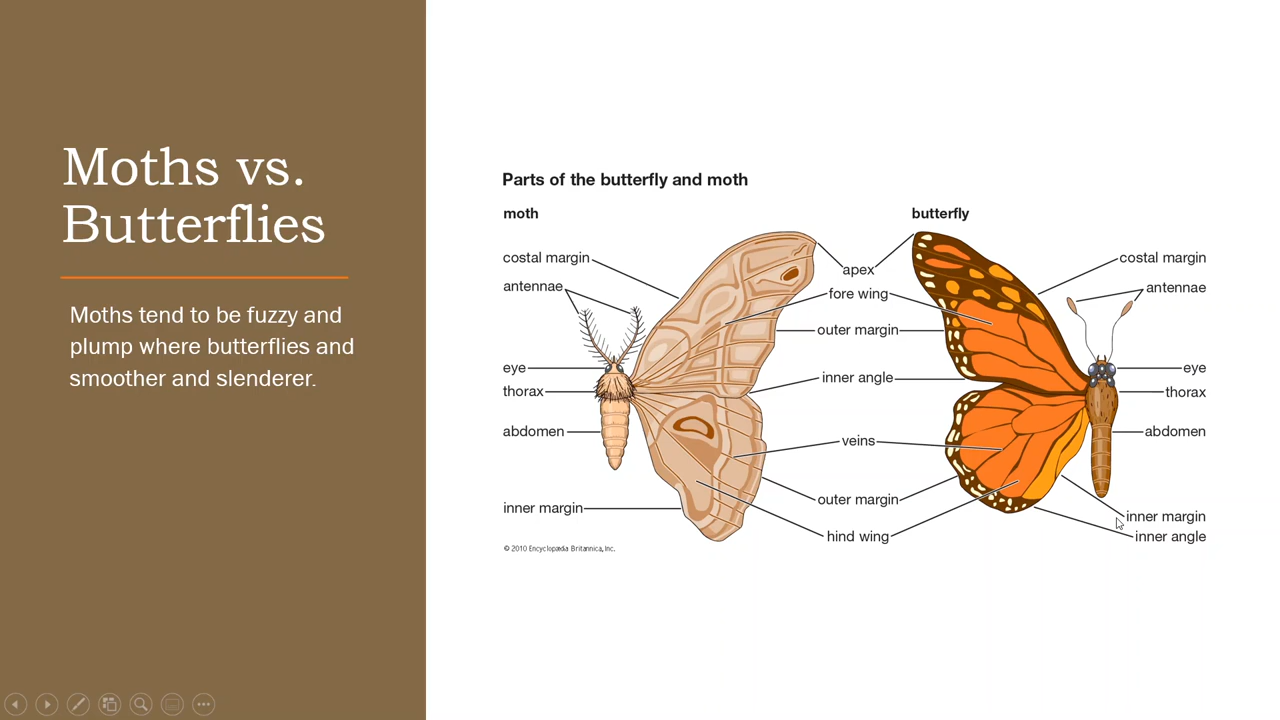 Moths vs.
Butterflies
Moths tend to be fuzzy and
plump where butterflies and
smoother and slenderer.
Parts of the butterfly and moth
moth
butterfly
costal margin
antennae
eye
thorax
abdomen
inner margin
apex
fore wing
outer margin
inner angle
veins
outer margin
hind wing
costal margin
antennae
eye
thorax
abdomen
inner margin
inner angle
© 2010 Encyclopædia Britannica, Inc.